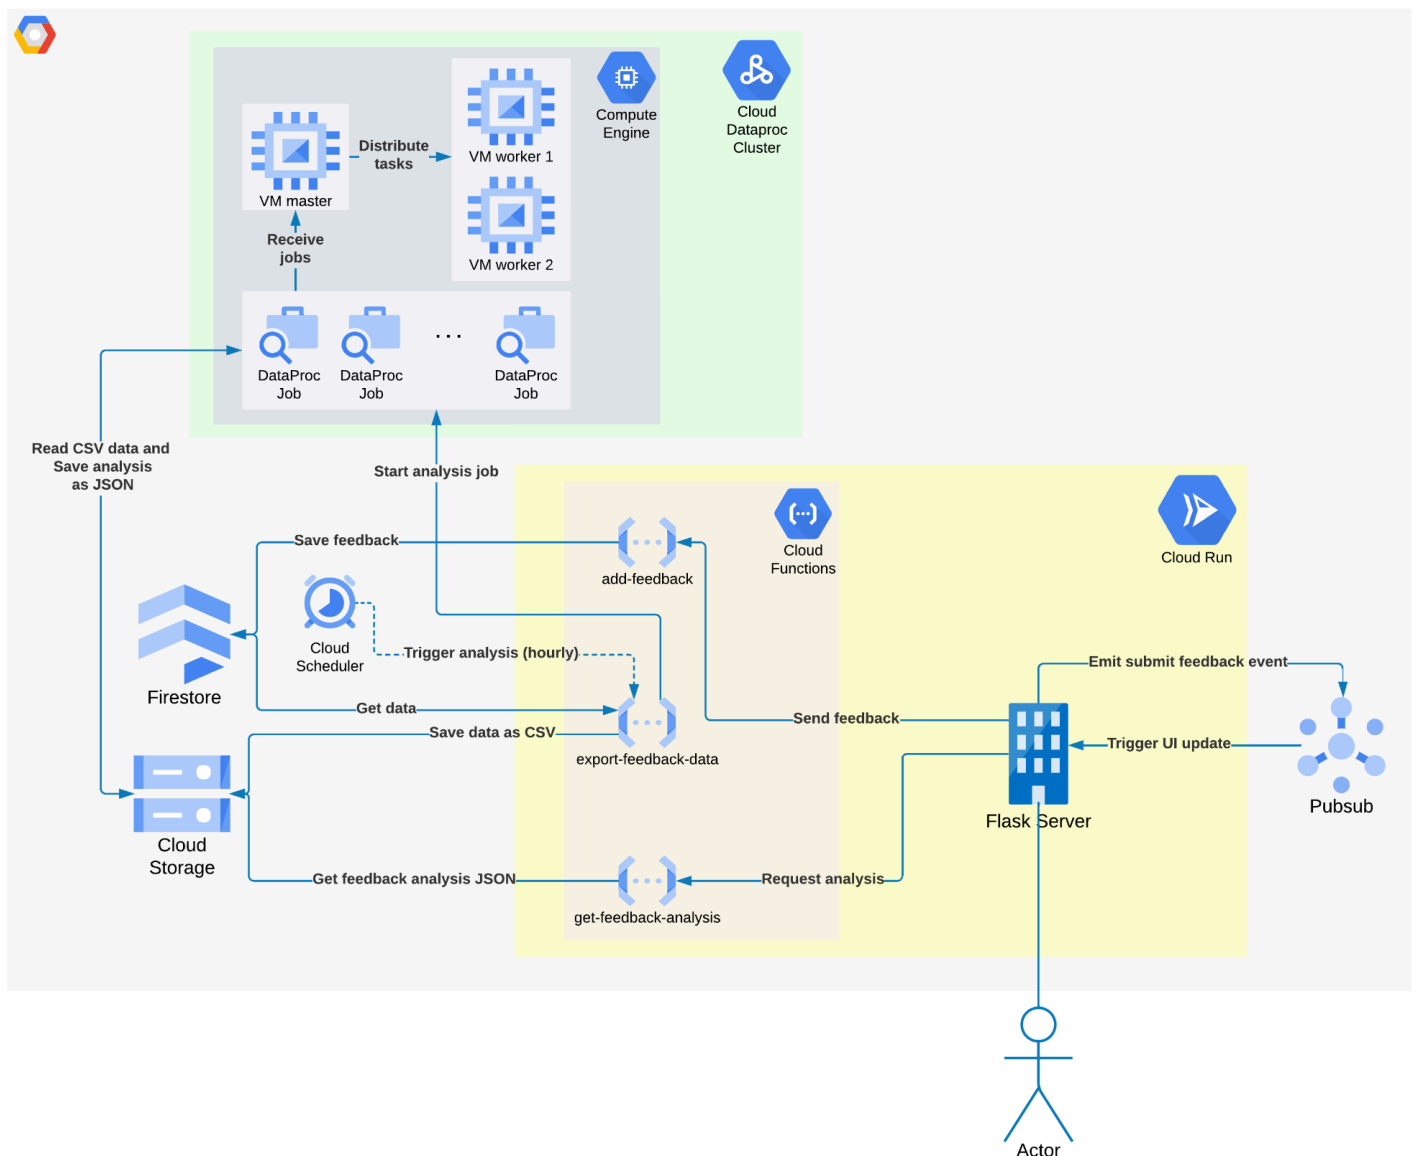 Compute
Engine
Cloud
Dataproc
Cluster
VM master
Distribute
tasks
VM worker 1
VM worker 2
Receive
jobs
DataProc
Job
DataProc
Job
...
DataProc
Job
Read CSV data and
Save analysis
as JSON
Start analysis job
Cloud
Functions
Cloud Run
Save feedback
add-feedback
Cloud
Scheduler
Trigger analysis (hourly)
Firestore
Get data
Save data as CSV
export-feedback-data
Send feedback
Emit submit feedback event
Trigger UI update
Flask Server
Pubsub
Cloud
Storage
Get feedback analysis JSON
Request analysis
get-feedback-analysis
Actor